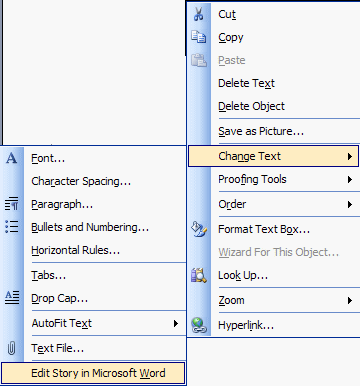 Cut
Copy
Paste
Delete Text
Delete Object
Save as Picture...
Change Text
Proofing Tools
Order
Format Text Box...
Wizard For This Object...
Look Up...
Zoom
Hyperlink...
Font...
Character Spacing...
Paragraph...
Bullets and Numbering...
Horizontal Rules...
Tabs...
Drop Cap...
AutoFit Text
Text File...
Edit Story in Microsoft Word